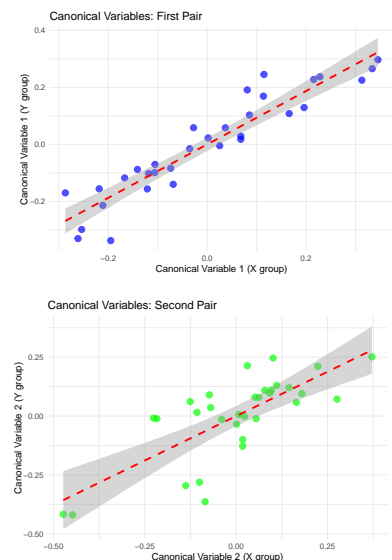 Canonical Variables: First Pair
0.4
0.2
0.0
−0.2
−0.2
0.0
0.2
Canonical Variable 1 (Y group)
Canonical Variable 1 (X group)
Canonical Variables: Second Pair
0.25
0.00
−0.25
−0.50
−0.50
−0.25
0.00
0.25
Canonical Variable 2 (Y group)
Canonical Variable 2 (X group)